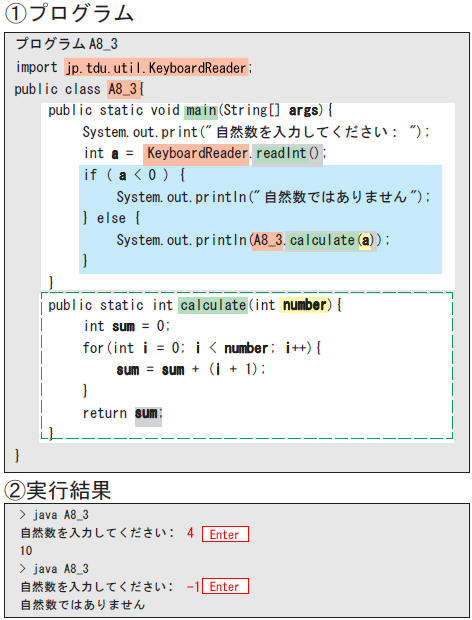 ①プログラム
プログラムA8_3
import jp.tdu.util.KeyboardReader;
public class A8_3{
public static void main(String[] args){
System.out.print("自然数を入力してください： ");
int a = KeyboardReader.readInt();
if ( a < 0 ) {
System.out.println("自然数ではありません");
} else {
System.out.println(A8_3.calculate(a));
}
}
public static int calculate(int number){
int sum = 0;
for(int i = 0; i < number; i++){
sum = sum + (i + 1);
}
return sum;
}
}
②実行結果
> java A8_3
自然数を入力してください： 4 Enter
10
> java A8_3
自然数を入力してください： -1 Enter
自然数ではありません